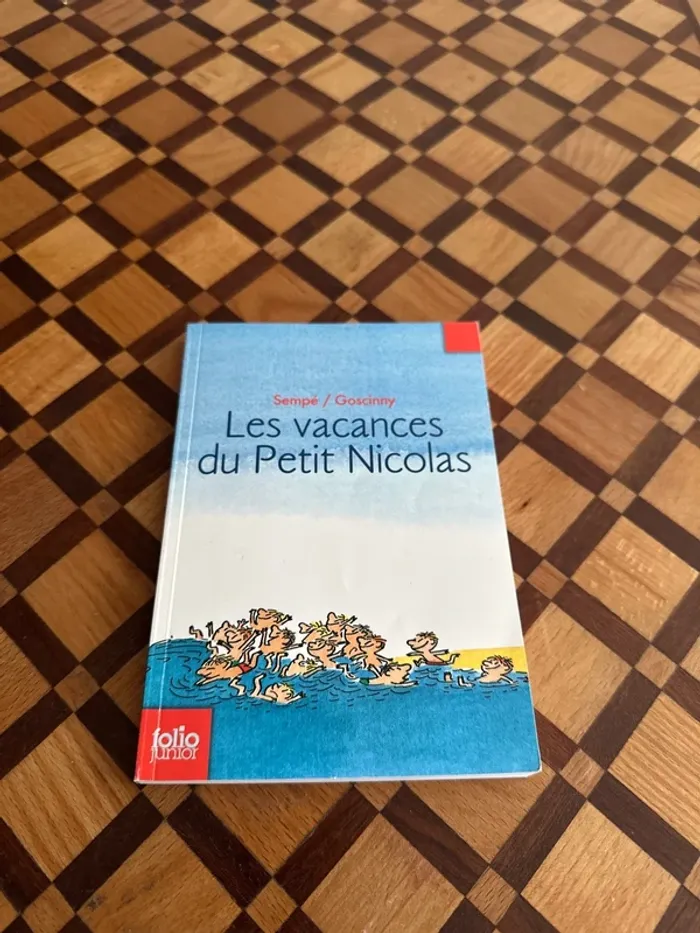 Sempé / Goscinny
Les vacances
du Petit Nicolas
folio
junior